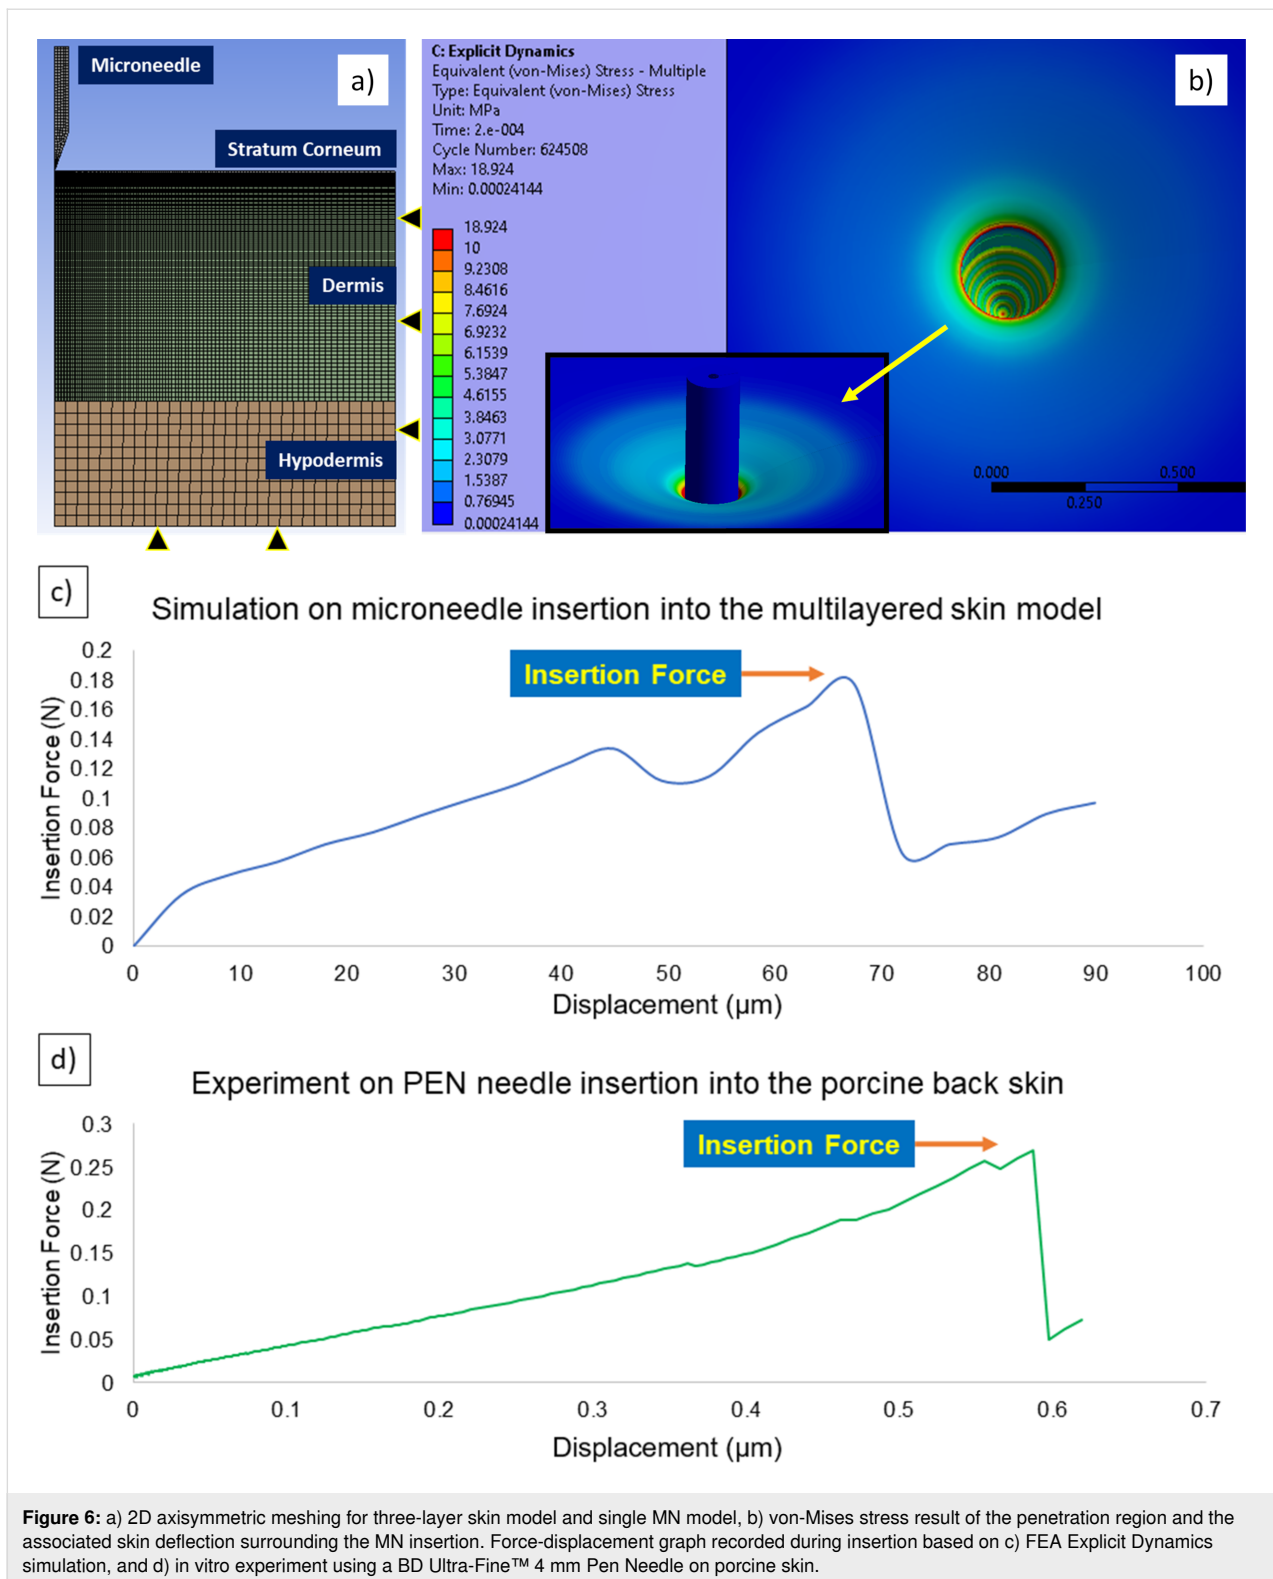 Microneedle
a)
Stratum Corneum
Dermis
Hypodermis
C: Explicit Dynamics
Equivalent (von-Mises) Stress - Multiple
Type: Equivalent (von-Mises) Stress
Unit: MPa
Time: 2.e-004
Cycle Number: 624508
Max: 18.924
Min: 0.00024144
18.924
10
9.2308
8.4616
7.6924
6.9232
6.1539
5.3847
4.6155
3.8463
3.0771
2.3079
1.5387
0.76945
0.00024144
b)
0.000
0.500
0.250
c)
Simulation on microneedle insertion into the multilayered skin model
Insertion Force
Insertion Force (N)
0.2
0.18
0.16
0.14
0.12
0.1
0.08
0.06
0.04
0.02
0
0 10 20 30 40 50 60 70 80 90 100
Displacement (µm)
d)
Experiment on PEN needle insertion into the porcine back skin
Insertion Force
Insertion Force (N)
0.3
0.25
0.2
0.15
0.1
0.05
0
0 0.1 0.2 0.3 0.4 0.5 0.6 0.7
Displacement (µm)
Figure 6: a) 2D axisymmetric meshing for three-layer skin model and single MN model, b) von-Mises stress result of the penetration region and the
associated skin deflection surrounding the MN insertion. Force-displacement graph recorded during insertion based on c) FEA Explicit Dynamics
simulation, and d) in vitro experiment using a BD Ultra-Fine™ 4 mm Pen Needle on porcine skin.